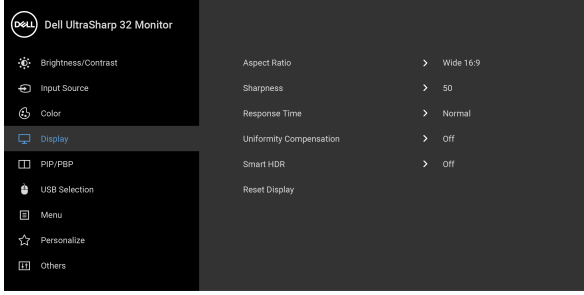 DELL Dell UltraSharp 32 Monitor
Brightness/Contrast
Input Source
Color
Display
PIP/PBP
USB Selection
Menu
Personalize
Others
Aspect Ratio > Wide 16:9
Sharpness > 50
Response Time > Normal
Uniformity Compensation > Off
Smart HDR > Off
Reset Display